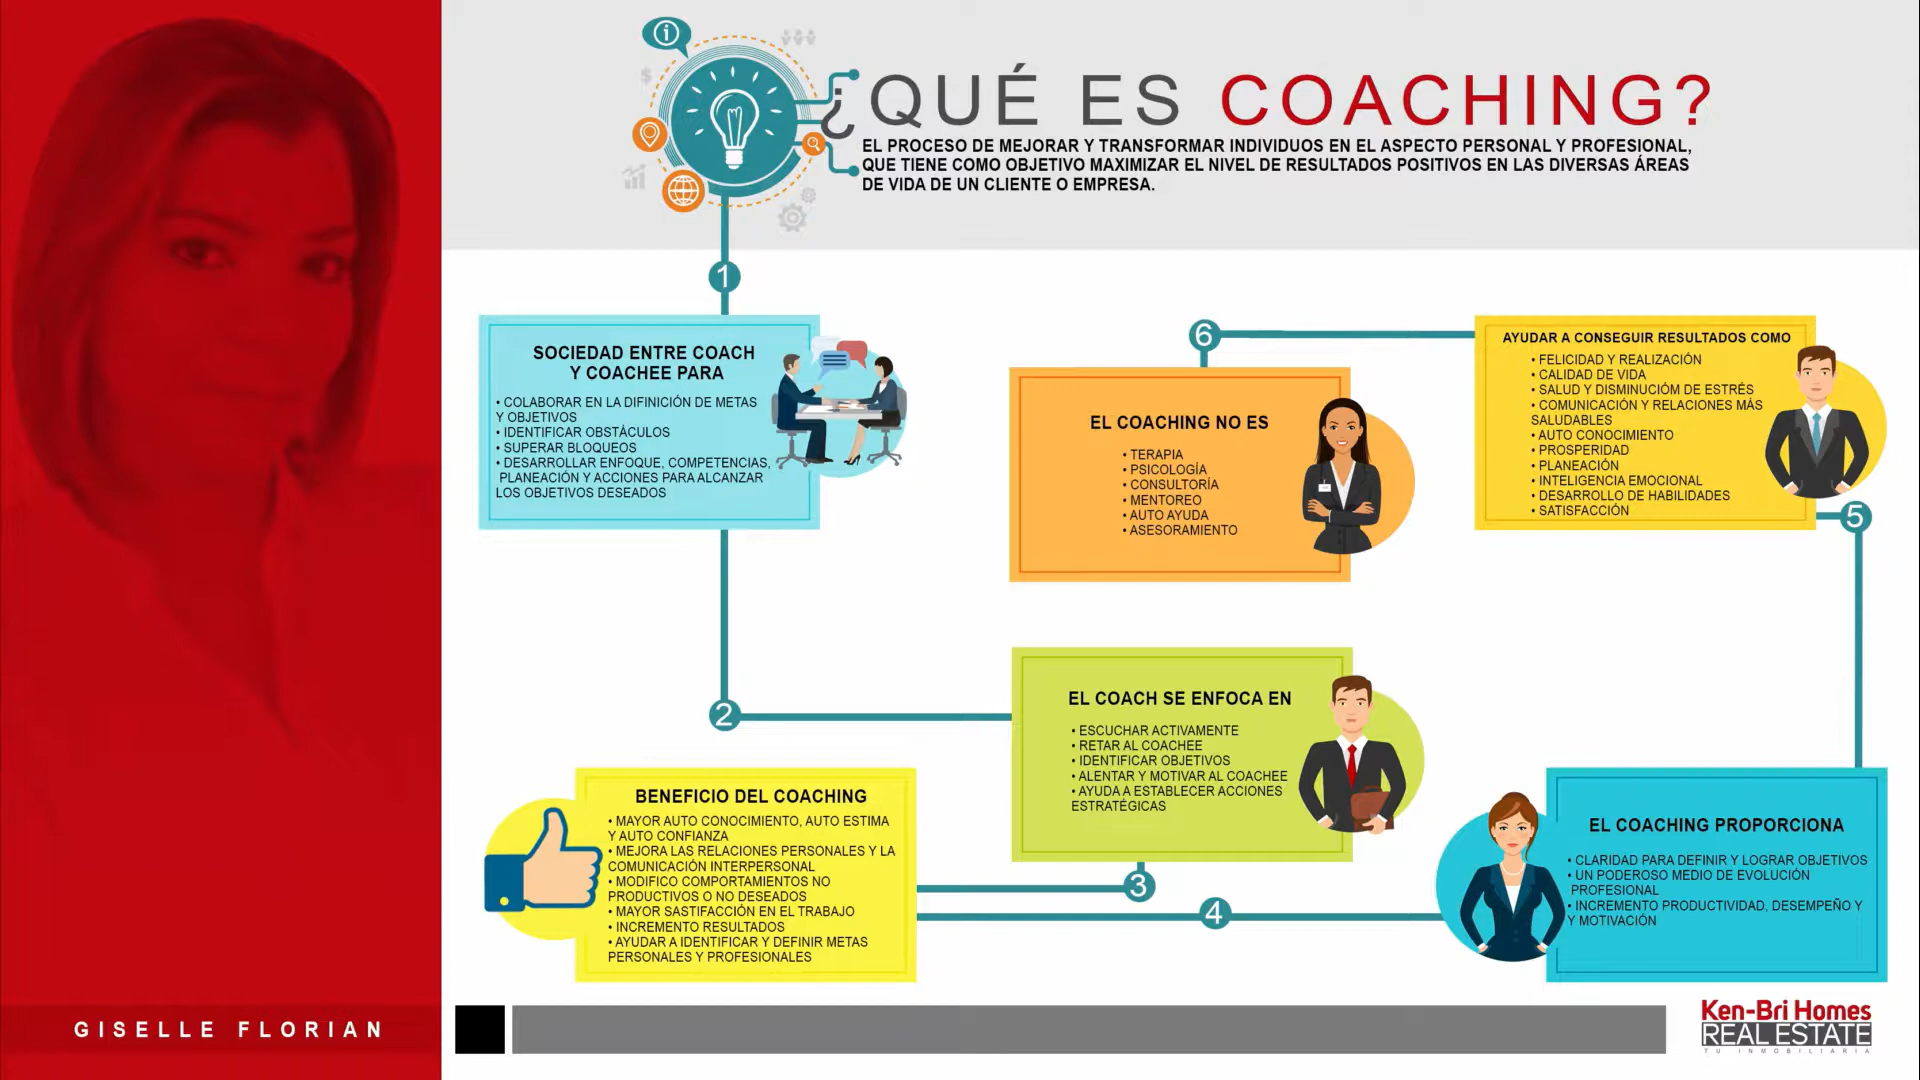 ¿QUÉ ES COACHING?
EL PROCESO DE MEJORAR Y TRANSFORMAR INDIVIDUOS EN EL ASPECTO PERSONAL Y PROFESIONAL,
QUE TIENE COMO OBJETIVO MAXIMIZAR EL NIVEL DE RESULTADOS POSITIVOS EN LAS DIVERSAS ÁREAS
DE VIDA DE UN CLIENTE O EMPRESA.
1
SOCIEDAD ENTRE COACH
Y COACHEE PARA
• COLABORAR EN LA DIFINICIÓN DE METAS
Y OBJETIVOS
• IDENTIFICAR OBSTÁCULOS
• SUPERAR BLOQUEOS
• DESARROLLAR ENFOQUE, COMPETENCIAS,
PLANEACIÓN Y ACCIONES PARA ALCANZAR
LOS OBJETIVOS DESEADOS
2
EL COACH SE ENFOCA EN
• ESCUCHAR ACTIVAMENTE
• RETAR AL COACHEE
• IDENTIFICAR OBJETIVOS
• ALENTAR Y MOTIVAR AL COACHEE
• AYUDA A ESTABLECER ACCIONES
ESTRATÉGICAS
3
BENEFICIO DEL COACHING
• MAYOR AUTO CONOCIMIENTO, AUTO ESTIMA
Y AUTO CONFIANZA
• MEJORA LAS RELACIONES PERSONALES Y LA
COMUNICACIÓN INTERPERSONAL
• MODIFICO COMPORTAMIENTOS NO
PRODUCTIVOS O NO DESEADOS
• MAYOR SASTIFACCIÓN EN EL TRABAJO
• INCREMENTO RESULTADOS
• AYUDAR A IDENTIFICAR Y DEFINIR METAS
PERSONALES Y PROFESIONALES
4
EL COACHING PROPORCIONA
• CLARIDAD PARA DEFINIR Y LOGRAR OBJETIVOS
• UN PODEROSO MEDIO DE EVOLUCIÓN
PROFESIONAL
• INCREMENTO PRODUCTIVIDAD, DESEMPEÑO Y
Y MOTIVACIÓN
5
AYUDAR A CONSEGUIR RESULTADOS COMO
• FELICIDAD Y REALIZACIÓN
• CALIDAD DE VIDA
• SALUD Y DISMINUCIÓM DE ESTRÉS
• COMUNICACIÓN Y RELACIONES MÁS
SALUDABLES
• AUTO CONOCIMIENTO
• PROSPERIDAD
• PLANEACIÓN
• INTELIGENCIA EMOCIONAL
• DESARROLLO DE HABILIDADES
• SATISFACCIÓN
6
EL COACHING NO ES
• TERAPIA
• PSICOLOGÍA
• CONSULTORÍA
• MENTOREO
• AUTO AYUDA
• ASESORAMIENTO
GISELLE FLORIAN
Ken-Bri Homes
REAL ESTATE
TU INMOBILIARIA